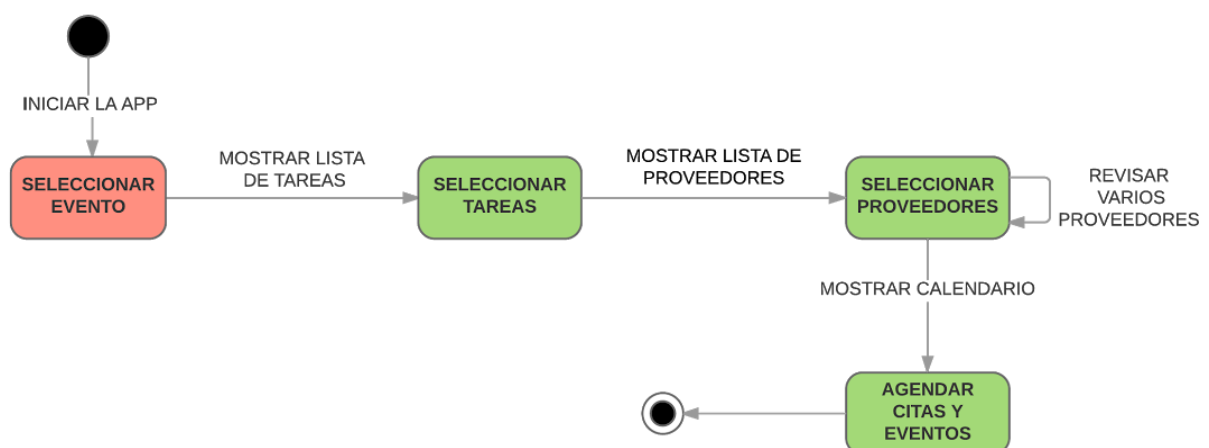 INICIAR LA APP
SELECCIONAR
EVENTO
MOSTRAR LISTA
DE TAREAS
SELECCIONAR
TAREAS
MOSTRAR LISTA DE
PROVEEDORES
SELECCIONAR
PROVEEDORES
REVISAR
VARIOS
PROVEEDORES
MOSTRAR CALENDARIO
AGENDAR
CITAS Y
EVENTOS